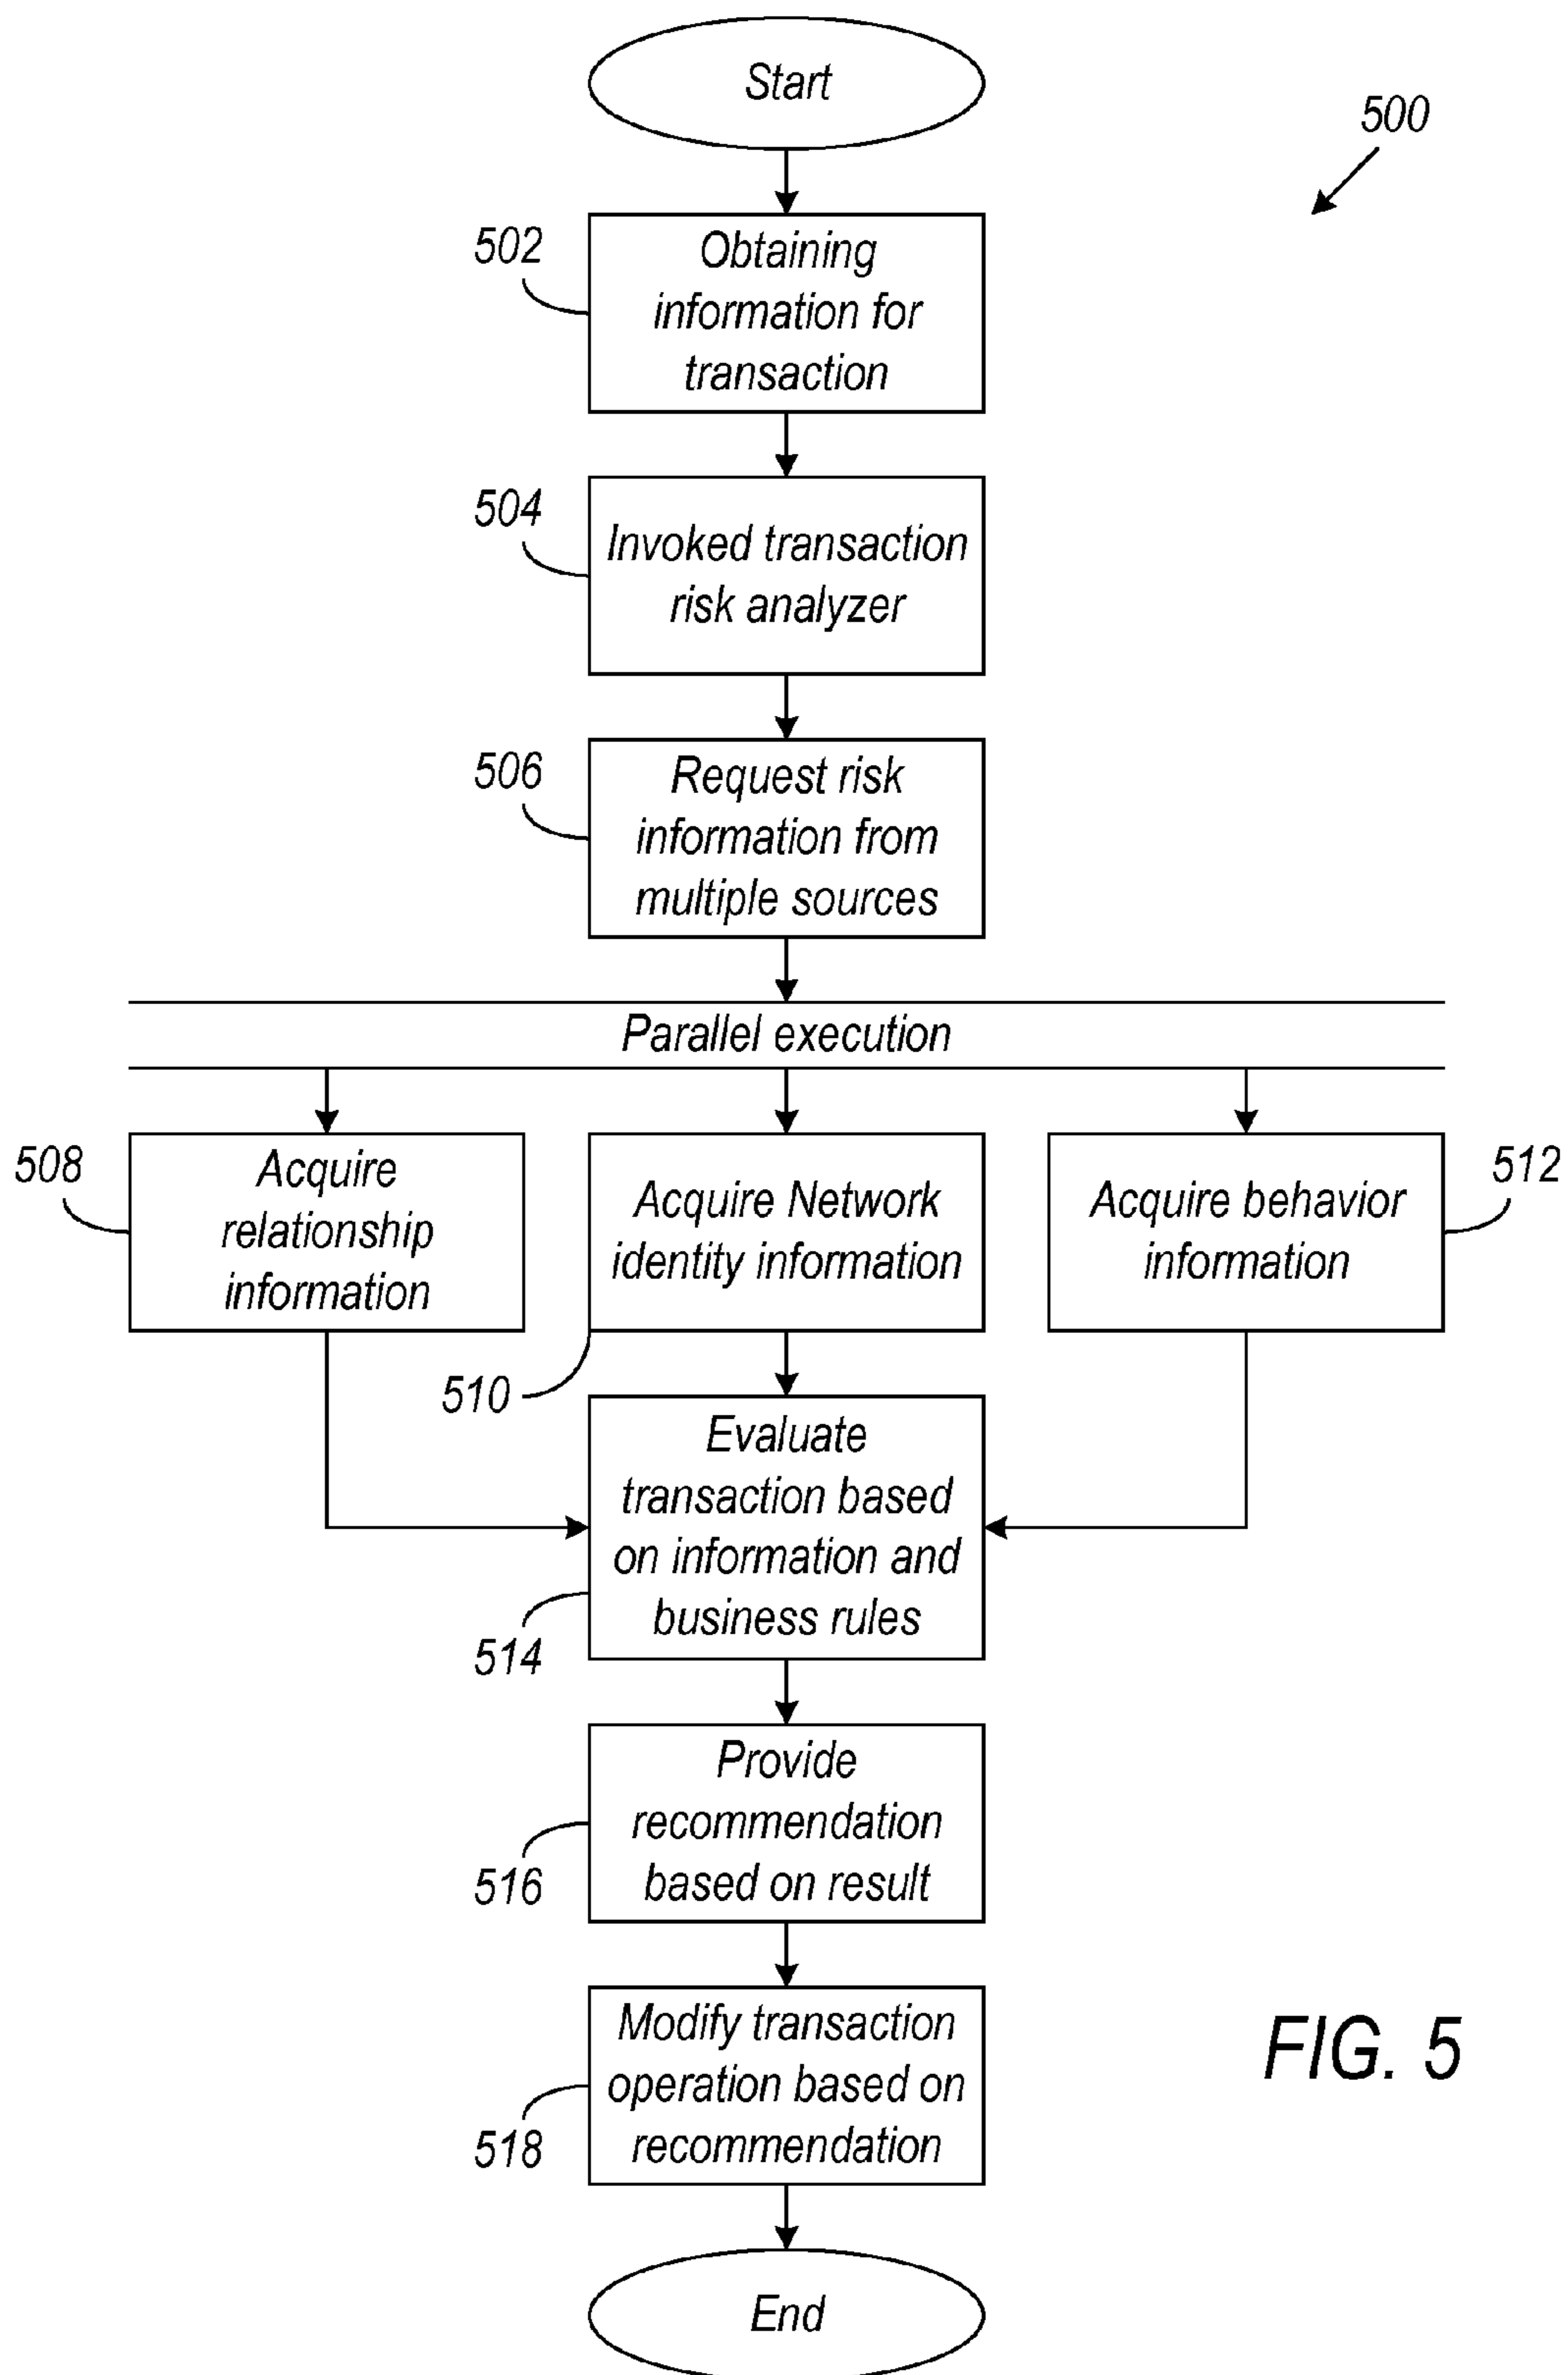 Start
500
502
Obtaining
information for
transaction
504
Invoked transaction
risk analyzer
506
Request risk
information from
multiple sources
Parallel execution
508
Acquire
relationship
information
Acquire Network
identity information
Acquire behavior
information
512
510
Evaluate
transaction based
on information and
business rules
514
Provide
recommendation
based on result
516
Modify transaction
operation based on
recommendation
518
FIG. 5
End